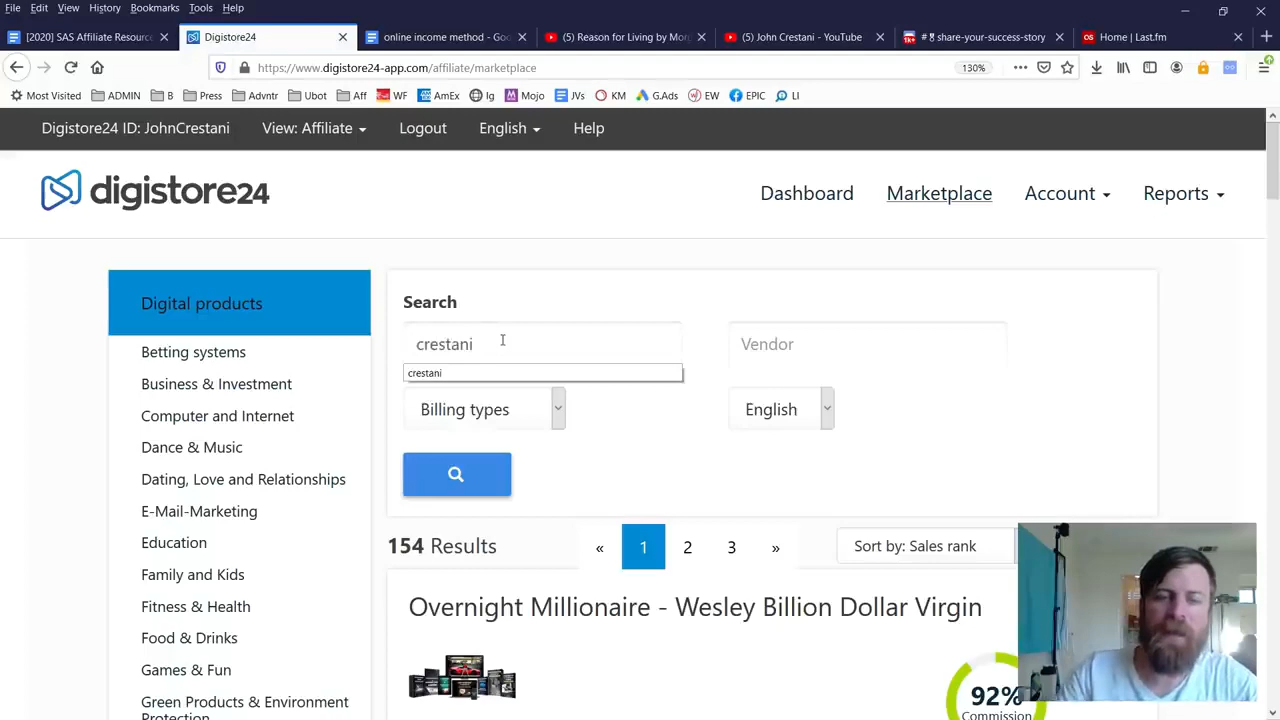 File Edit View History Bookmarks Tools Help
[2020] SAS Affiliate Resource
Digistore24
online income method - Goo
(5) Reason for Living by Mor
(5) John Crestani - YouTube
share-your-success-story
Home | Last.fm
https://www.digistore24-app.com/affiliate/marketplace
130%
Most Visited ADMIN B Press Advntr Ubot Aff WF AmEx Ig Mojo JVs KM G.Ads EW EPIC LI
Digistore24 ID: JohnCrestani View: Affiliate Logout English Help
digistore24
Dashboard Marketplace Account Reports
Digital products
Betting systems
Business & Investment
Computer and Internet
Dance & Music
Dating, Love and Relationships
E-Mail-Marketing
Education
Family and Kids
Fitness & Health
Food & Drinks
Games & Fun
Green Products & Environment
Protection
Search
crestani
Vendor
crestani
Billing types
English
154 Results
« 1 2 3 »
Sort by: Sales rank
Overnight Millionaire - Wesley Billion Dollar Virgin
92%
Commission